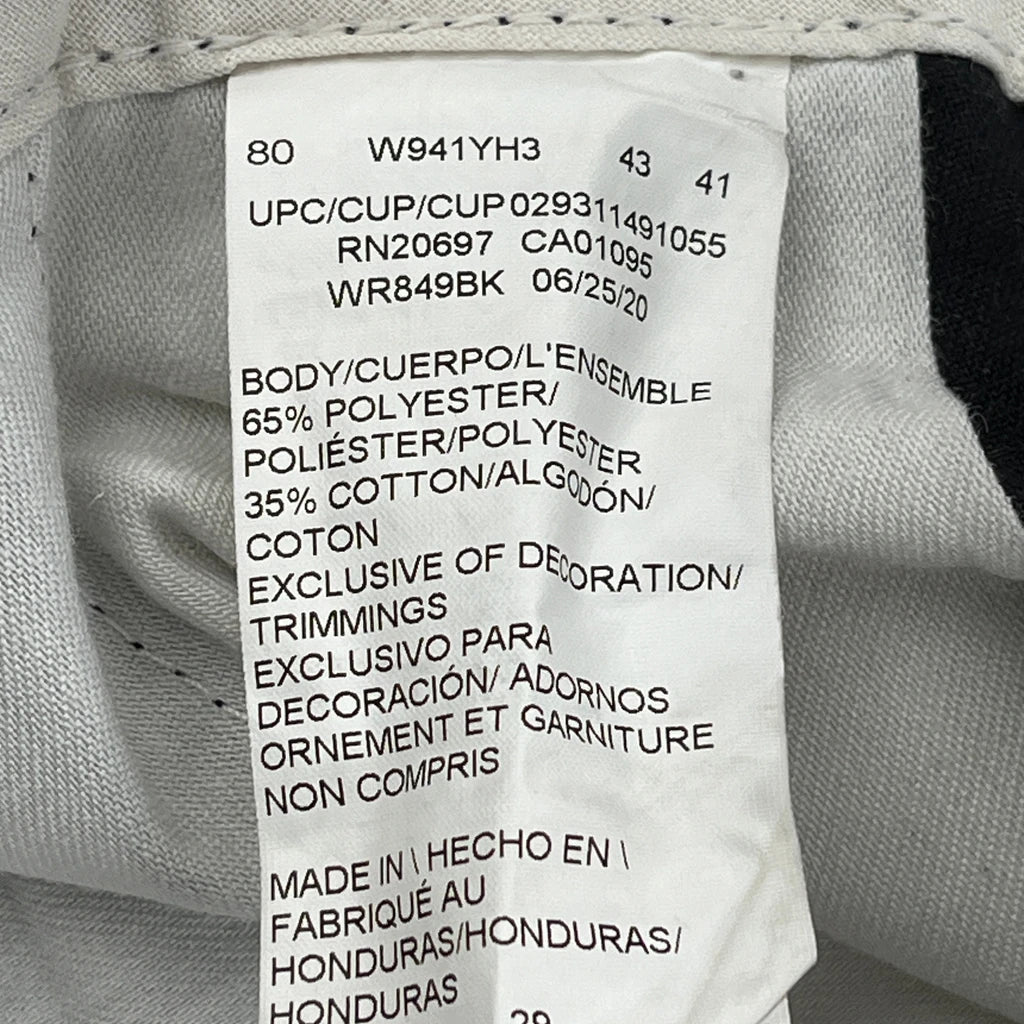 80 W941YH3 43 41
UPC/CUP/CUP 029311491055
RN20697 CA01095
WR849BK 06/25/20
BODY/CUERPO/L'ENSEMBLE
65% POLYESTER/
POLIÉSTER/POLYESTER
35% COTTON/ALGODÓN/
COTON
EXCLUSIVE OF DECORATION/
TRIMMINGS
EXCLUSIVO PARA
DECORACIÓN/ ADORNOS
ORNEMENT ET GARNITURE
NON COMPRIS
MADE IN \ HECHO EN \
FABRIQUÉ AU
HONDURAS/HONDURAS/
HONDURAS